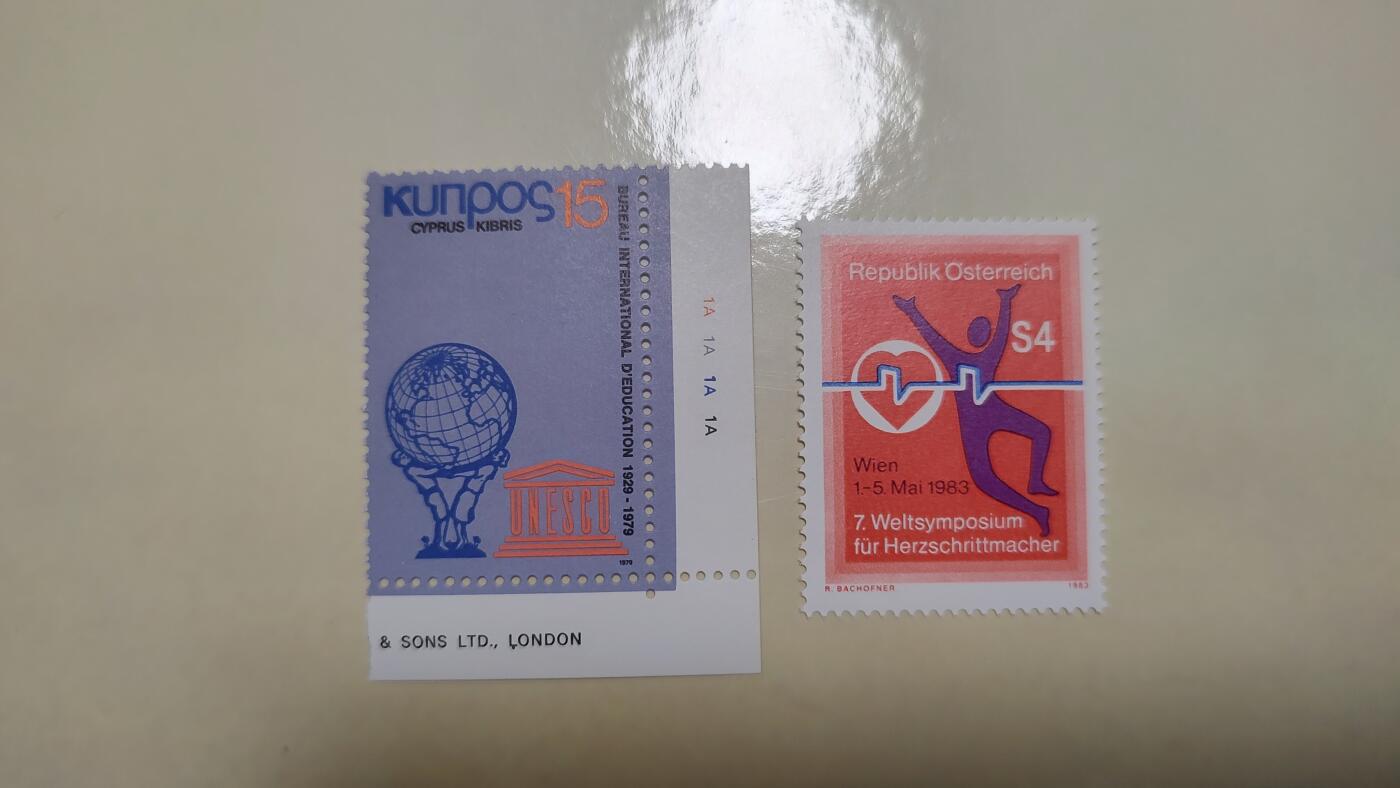 κυπρος 15
CYPRUS KIBRIS
BUREAU INTERNATIONAL D'EDUCATION 1929 - 1979
UNESCO
1979
1A 1A 1A 1A
& SONS LTD., LONDON
Republik Österreich
S4
Wien
1.-5. Mai 1983
7. Weltsymposium
für Herzschrittmacher
R. BACHOFNER
1983